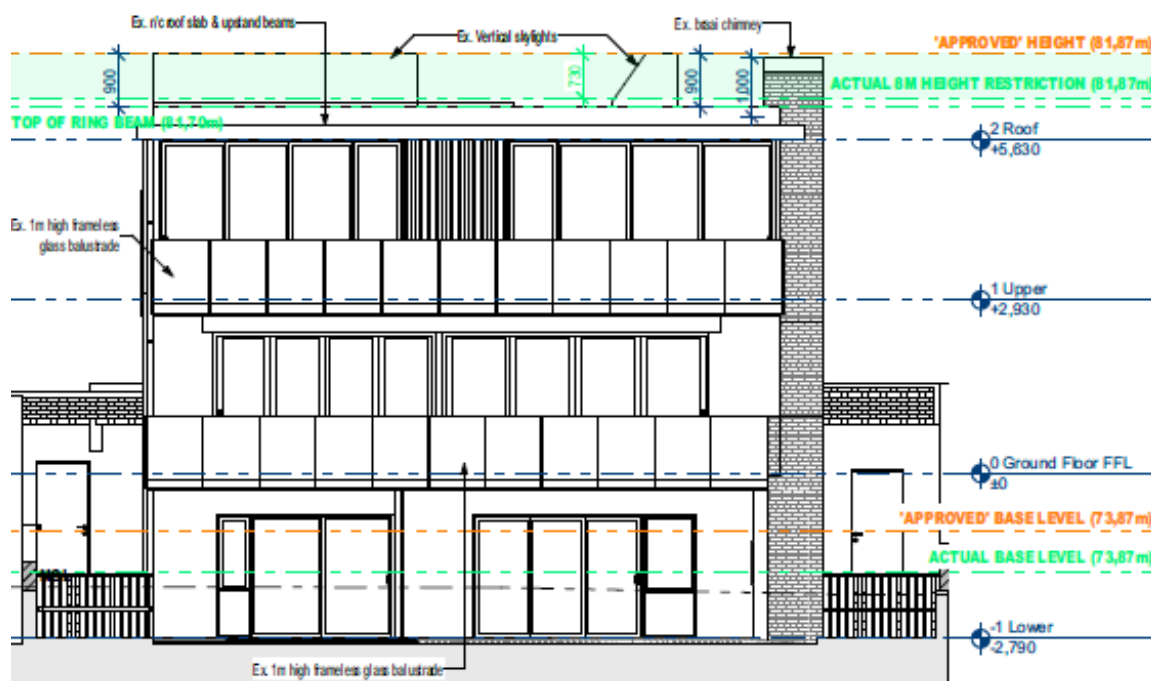 Ex. r/c roof slab & upstand beams
Ex. Vertical skylights
Ex. braai chimney
'APPROVED' HEIGHT (81,87m)
900
730
900
1,000
ACTUAL 8M HEIGHT RESTRICTION (81,87m)
TOP OF RING BEAM (81,70m)
2 Roof
+5,630
Ex. 1m high frameless
glass balustrade
1 Upper
+2,930
0 Ground Floor FFL
±0
'APPROVED' BASE LEVEL (73,87m)
ACTUAL BASE LEVEL (73,87m)
NGL
-1 Lower
-2,790
Ex. 1m high frameless glass balustrade